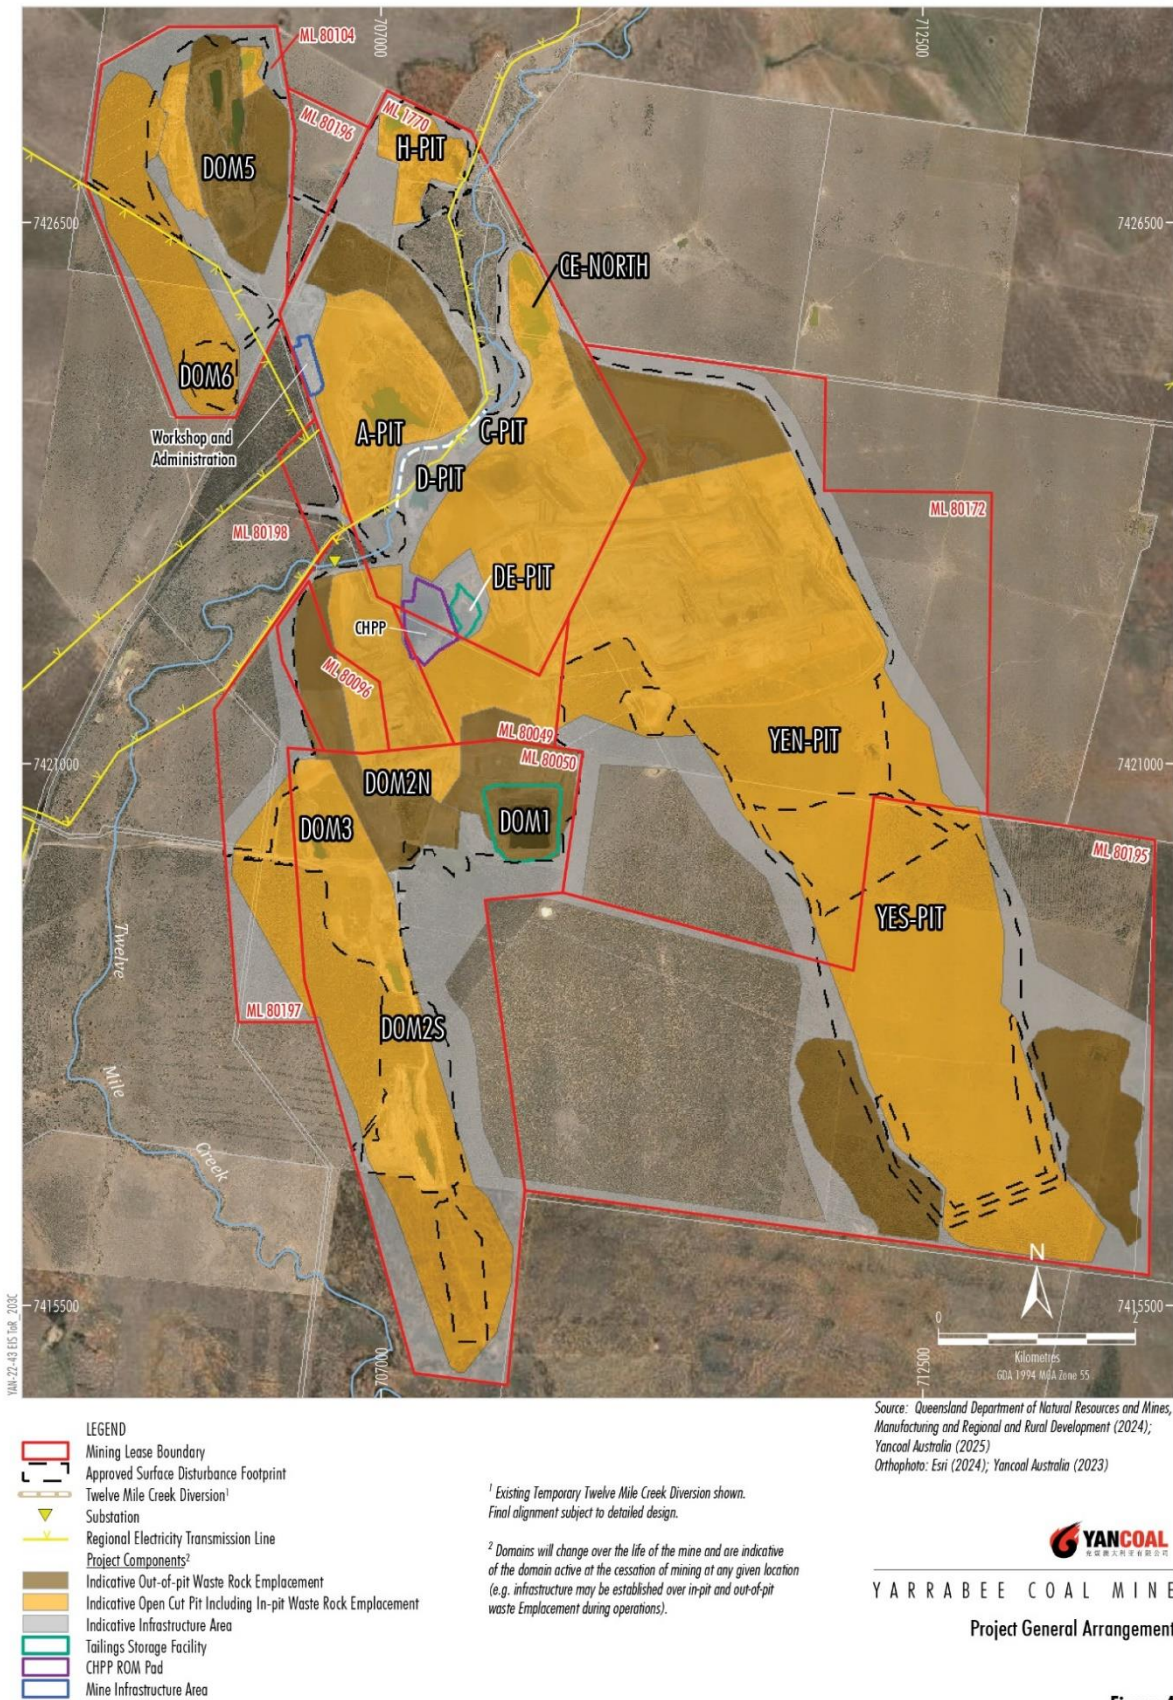 707000
712500
ML 80104
ML 80196
ML 1770
H-PIT
DOM5
7426500
7426500
CE-NORTH
DOM6
Workshop and
Administration
A-PIT
C-PIT
D-PIT
ML 80198
ML 80172
DE-PIT
CHPP
ML 80096
ML 80049
ML 80050
YEN-PIT
7421000
7421000
DOM2N
DOM3
DOM1
ML 80195
YES-PIT
Twelve
ML 80197
DOM2S
Mile
Creek
N
7415500
7415500
0
2
Kilometres
GDA 1994 MGA Zone 55
707000
712500
YAN-22-43 EIS ToR_203C
LEGEND
Mining Lease Boundary
Approved Surface Disturbance Footprint
Twelve Mile Creek Diversion¹
Substation
Regional Electricity Transmission Line
Project Components²
Indicative Out-of-pit Waste Rock Emplacement
Indicative Open Cut Pit Including In-pit Waste Rock Emplacement
Indicative Infrastructure Area
Tailings Storage Facility
CHPP ROM Pad
Mine Infrastructure Area
¹ Existing Temporary Twelve Mile Creek Diversion shown.
Final alignment subject to detailed design.
² Domains will change over the life of the mine and are indicative
of the domain active at the cessation of mining at any given location
(e.g. infrastructure may be established over in-pit and out-of-pit
waste Emplacement during operations).
Source: Queensland Department of Natural Resources and Mines,
Manufacturing and Regional and Rural Development (2024);
Yancoal Australia (2025)
Orthophoto: Esri (2024); Yancoal Australia (2023)
YANCOAL
YARRABEE COAL MINE
Project General Arrangement